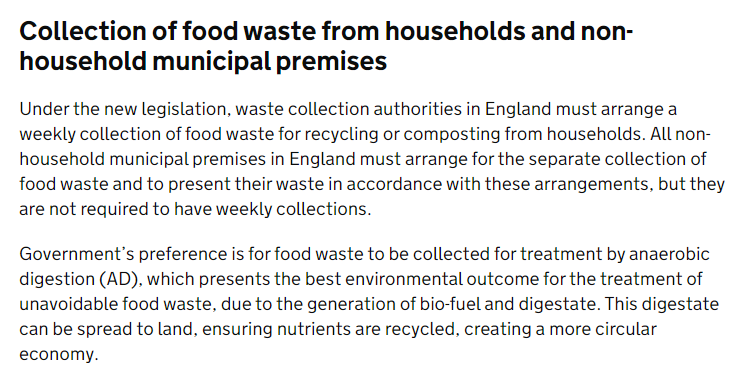 Collection of food waste from households and non-
household municipal premises
Under the new legislation, waste collection authorities in England must arrange a
weekly collection of food waste for recycling or composting from households. All non-
household municipal premises in England must arrange for the separate collection of
food waste and to present their waste in accordance with these arrangements, but they
are not required to have weekly collections.
Government’s preference is for food waste to be collected for treatment by anaerobic
digestion (AD), which presents the best environmental outcome for the treatment of
unavoidable food waste, due to the generation of bio-fuel and digestate. This digestate
can be spread to land, ensuring nutrients are recycled, creating a more circular
economy.